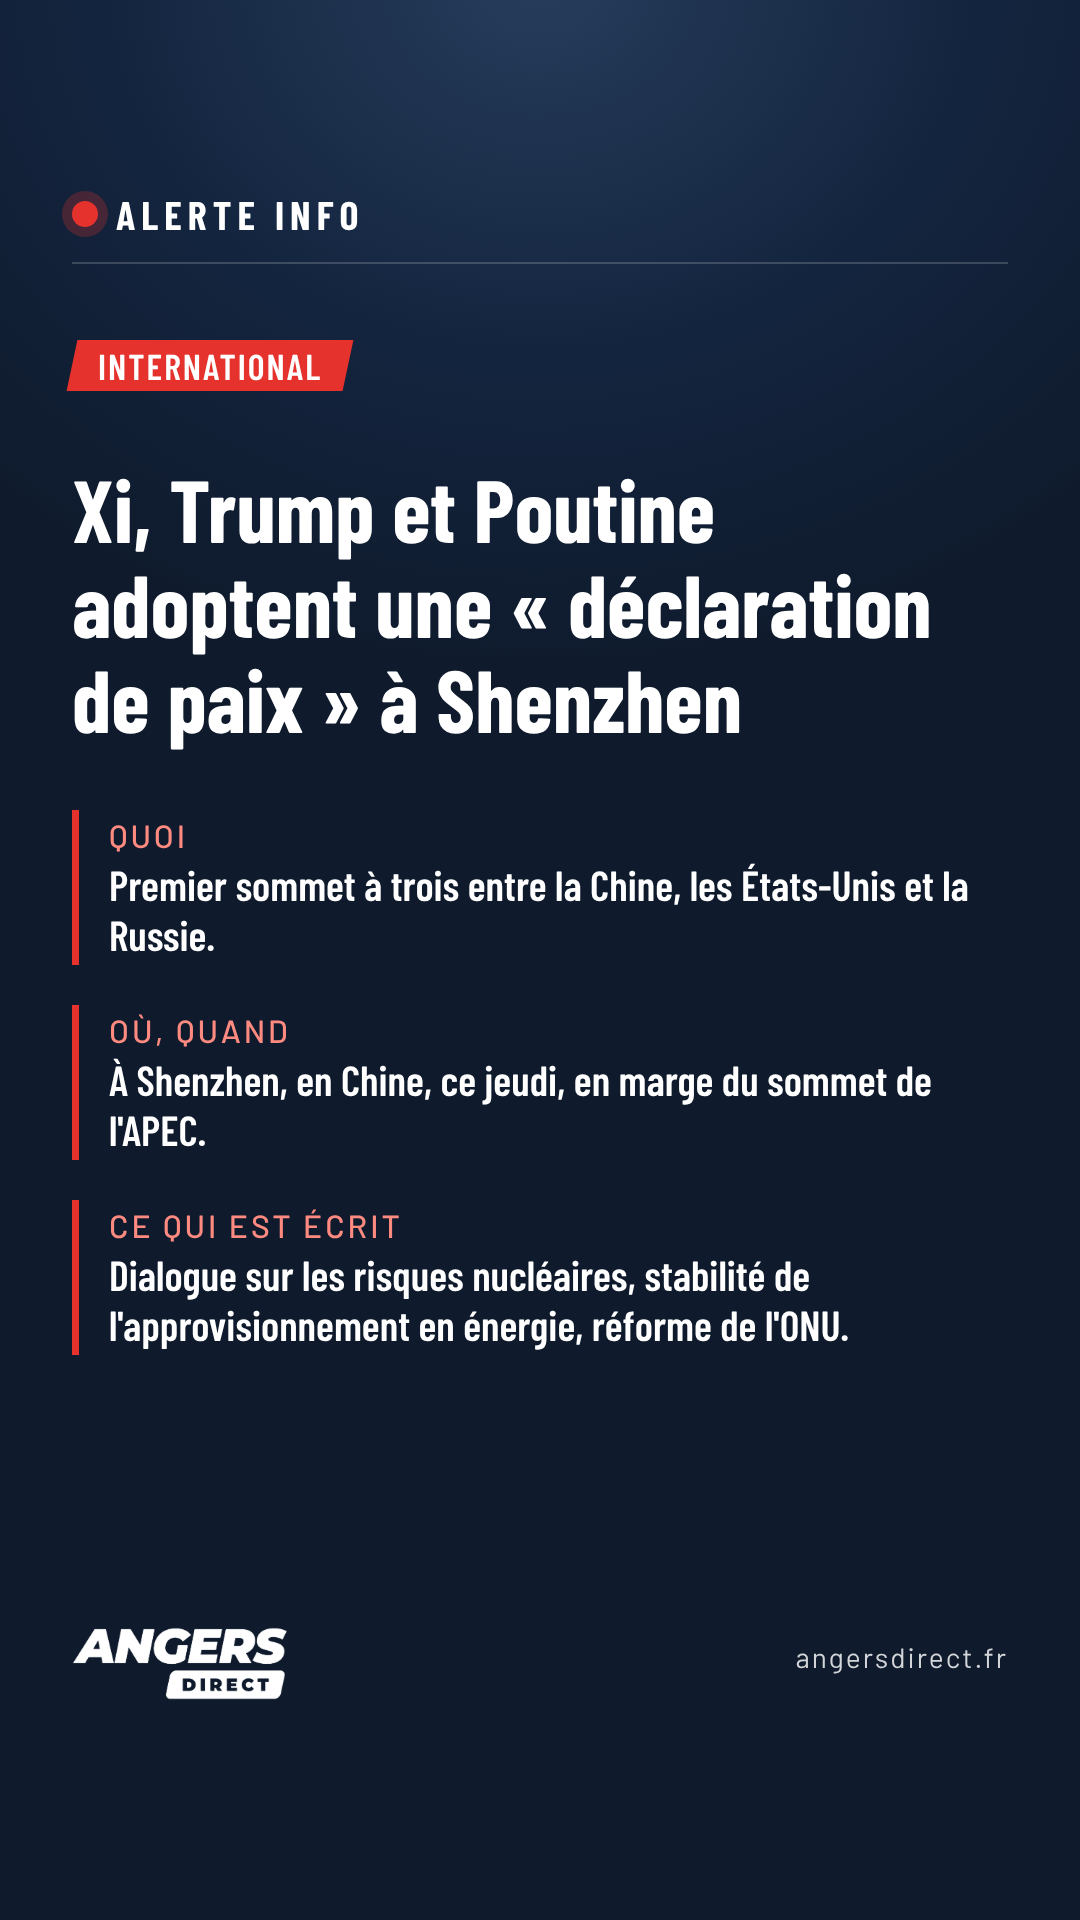 ALERTE INFO
INTERNATIONAL
Xi, Trump et Poutine
adoptent une « déclaration
de paix » à Shenzhen
QUOI
Premier sommet à trois entre la Chine, les États-Unis et la
Russie.
OÙ, QUAND
À Shenzhen, en Chine, ce jeudi, en marge du sommet de
l'APEC.
CE QUI EST ÉCRIT
Dialogue sur les risques nucléaires, stabilité de
l'approvisionnement en énergie, réforme de l'ONU.
ANGERS
DIRECT
angersdirect.fr